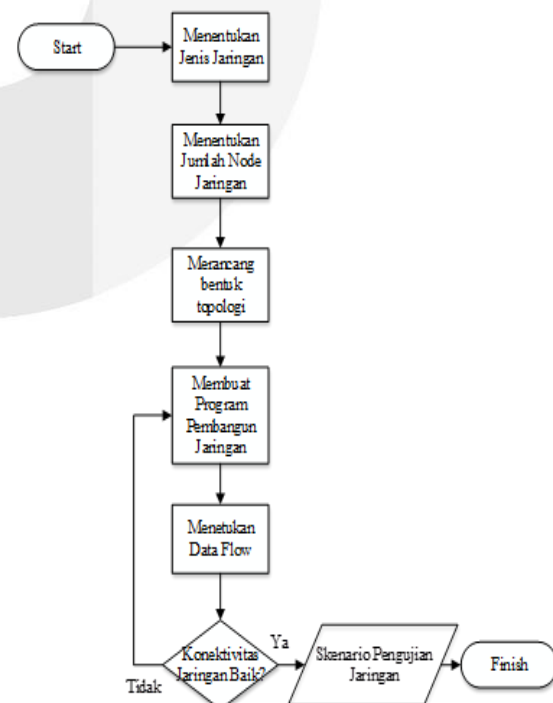 Start
Menentukan
Jenis Jaringan
Menentukan
Jumlah Node
Jaringan
Merancang
bentuk
topologi
Membuat
Program
Pembangun
Jaringan
Menetukan
Data Flow
Konektivitas
Jaringan Baik?
Ya
Tidak
Skenario Pengujian
Jaringan
Finish